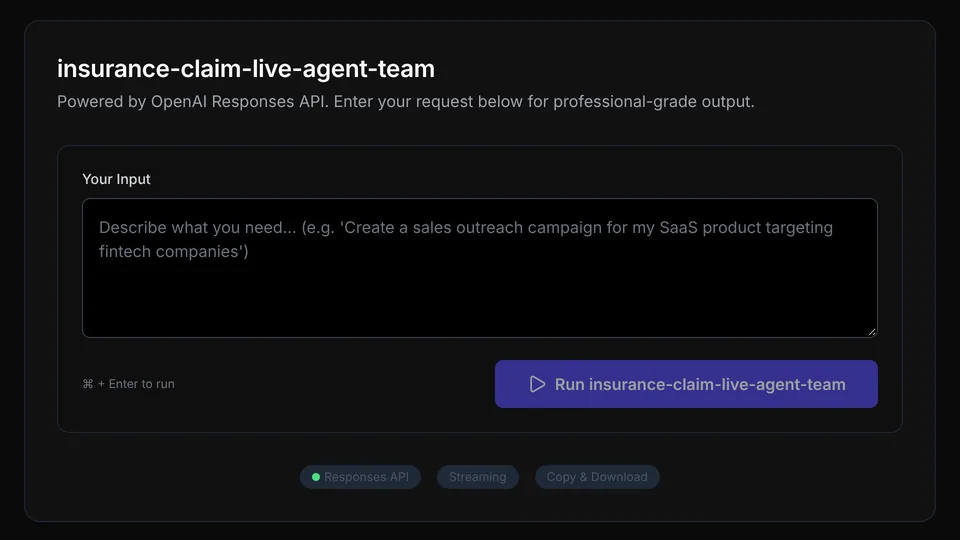 insurance-claim-live-agent-team
Powered by OpenAI Responses API. Enter your request below for professional-grade output.
Your Input
Describe what you need... (e.g. 'Create a sales outreach campaign for my SaaS product targeting
fintech companies')
⌘ + Enter to run
Run insurance-claim-live-agent-team
Responses API
Streaming
Copy & Download